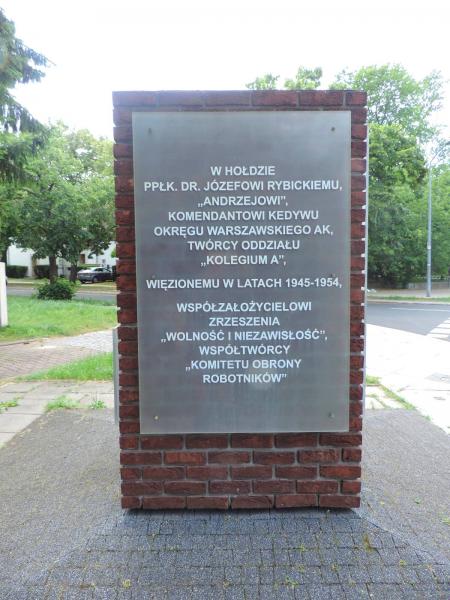 W HOŁDZIE
PPŁK. DR. JÓZEFOWI RYBICKIEMU,
„ANDRZEJOWI”,
KOMENDANTOWI KEDYWU
OKRĘGU WARSZAWSKIEGO AK,
TWÓRCY ODDZIAŁU
„KOLEGIUM A”,
WIĘZIONEMU W LATACH 1945-1954,
WSPÓŁZAŁOŻYCIELOWI
ZRZESZENIA
„WOLNOŚĆ I NIEZAWISŁOŚĆ”,
WSPÓŁTWÓRCY
„KOMITETU OBRONY
ROBOTNIKÓW”